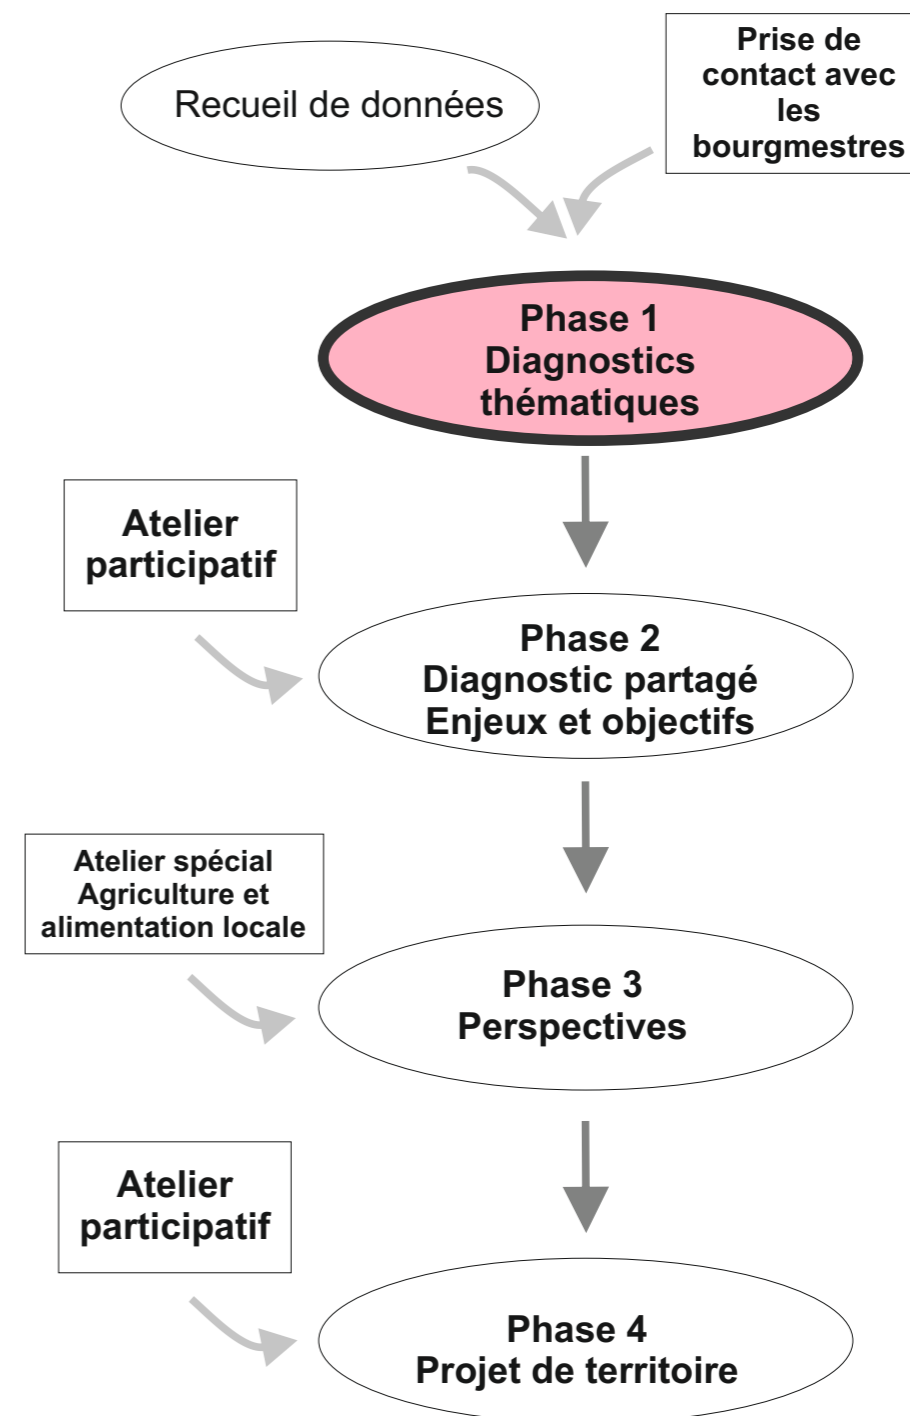 Recueil de données
Prise de
contact avec
les
bourgmestres
Phase 1
Diagnostics
thématiques
Atelier
participatif
Phase 2
Diagnostic partagé
Enjeux et objectifs
Atelier spécial
Agriculture et
alimentation locale
Phase 3
Perspectives
Atelier
participatif
Phase 4
Projet de territoire